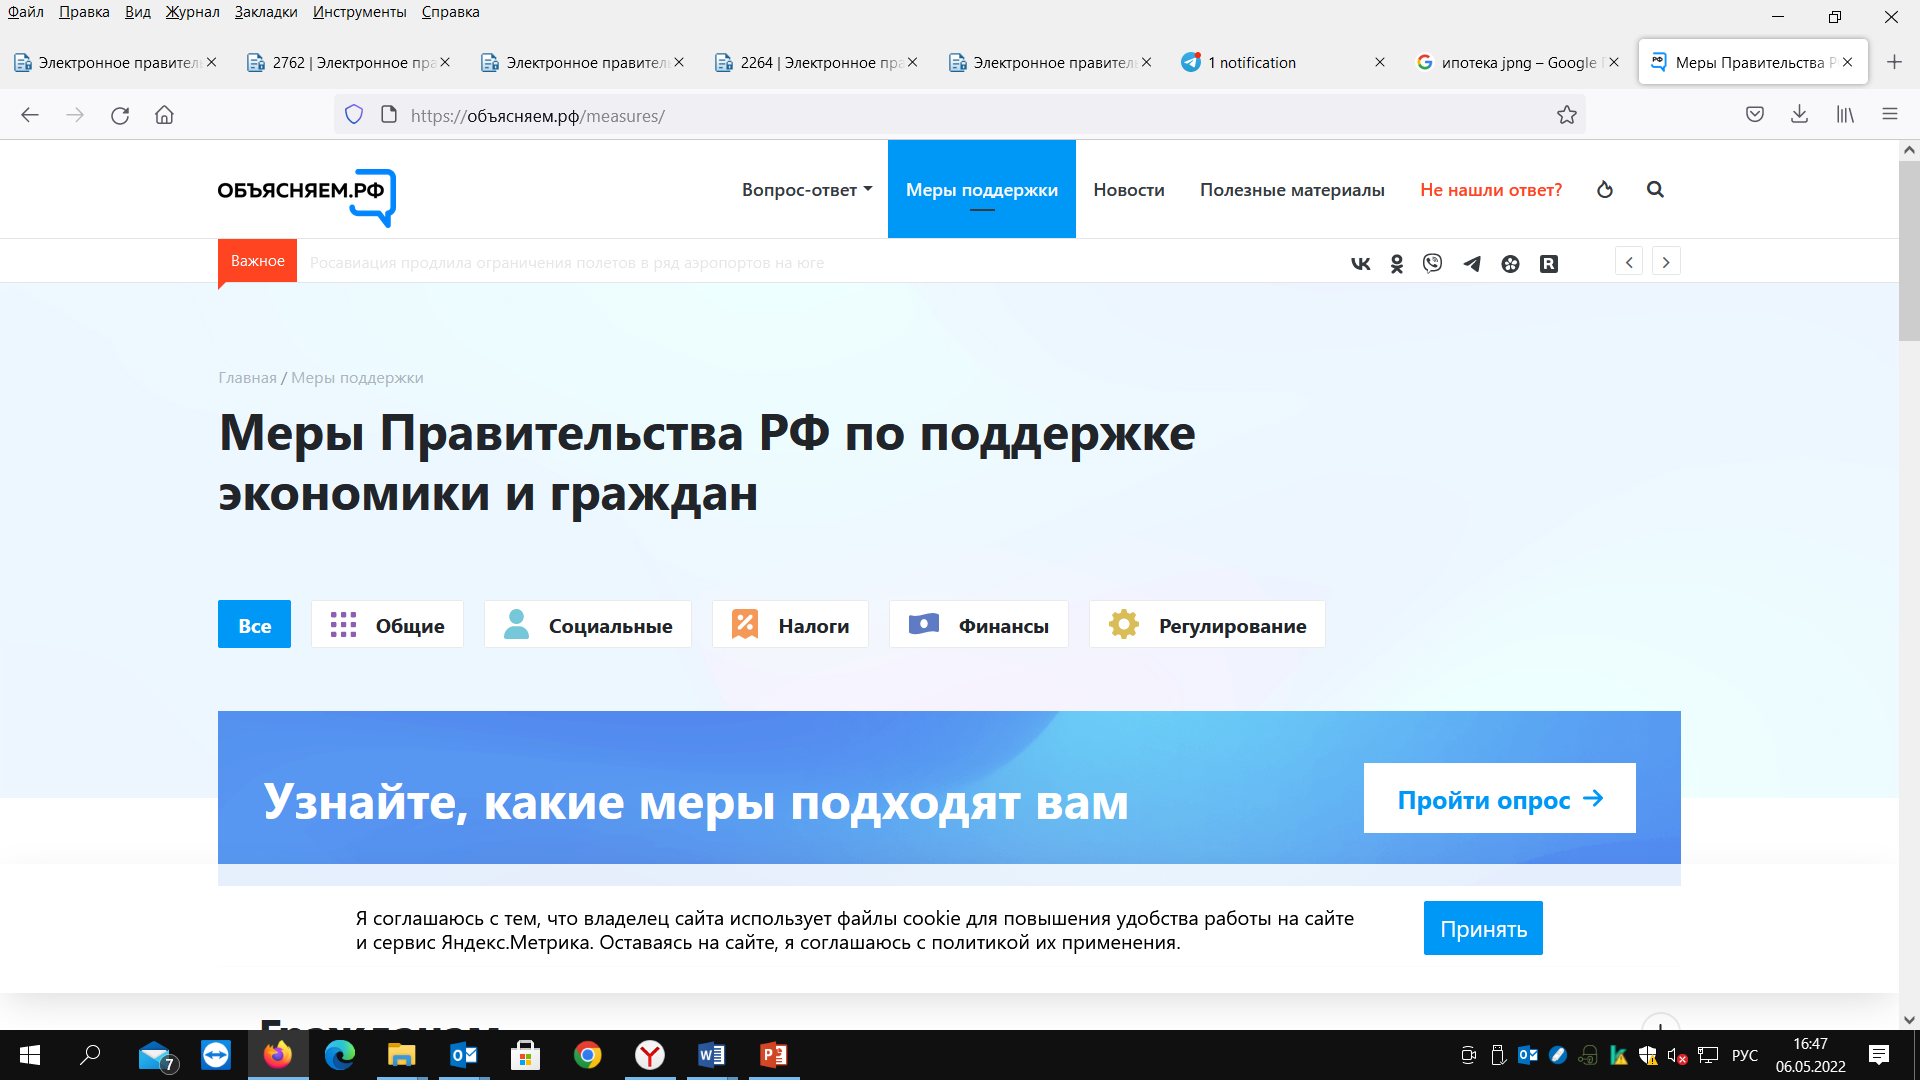 Файл Правка Вид Журнал Закладки Инструменты Справка
Электронное правител 2762 | Электронное пра Электронное правител 2264 | Электронное пра Электронное правител 1 notification ипотека jpng – Google Меры Правительства Р
https://объясняем.рф/measures/
ОБЪЯСНЯЕМ.РФ Вопрос-ответ Меры поддержки Новости Полезные материалы Не нашли ответ?
Важное Росавиация продлила ограничения полетов в ряд аэропортов на юге
Главная / Меры поддержки
Меры Правительства РФ по поддержке
экономики и граждан
Все Общие Социальные Налоги Финансы Регулирование
Узнайте, какие меры подходят вам Пройти опрос →
Я соглашаюсь с тем, что владелец сайта использует файлы cookie для повышения удобства работы на сайте
и сервис Яндекс.Метрика. Оставаясь на сайте, я соглашаюсь с политикой их применения.
Принять
Гражданам
7 РУС 16:47
06.05.2022